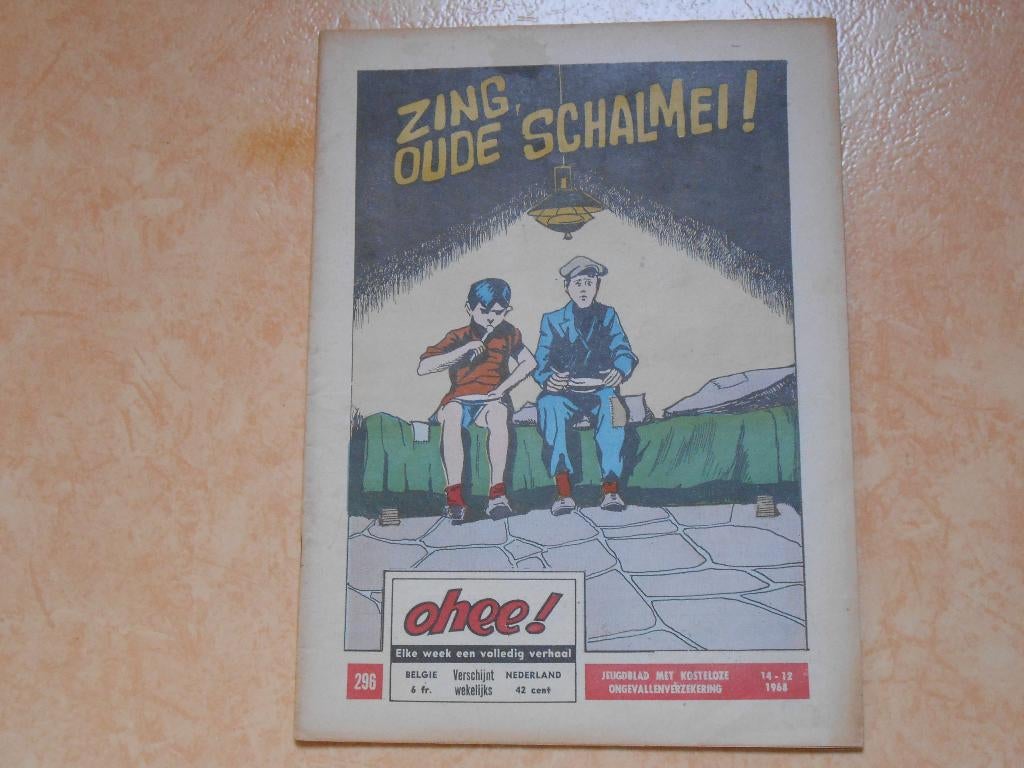 ZING,
OUDE SCHALMEI!
ohee!
Elke week een volledig verhaal
296
BELGIE Verschijnt NEDERLAND
6 fr. wekelijks 42 cent
JEUGDBLAD MET KOSTELOZE
ONGEVALLENVERZEKERING
14-12
1968